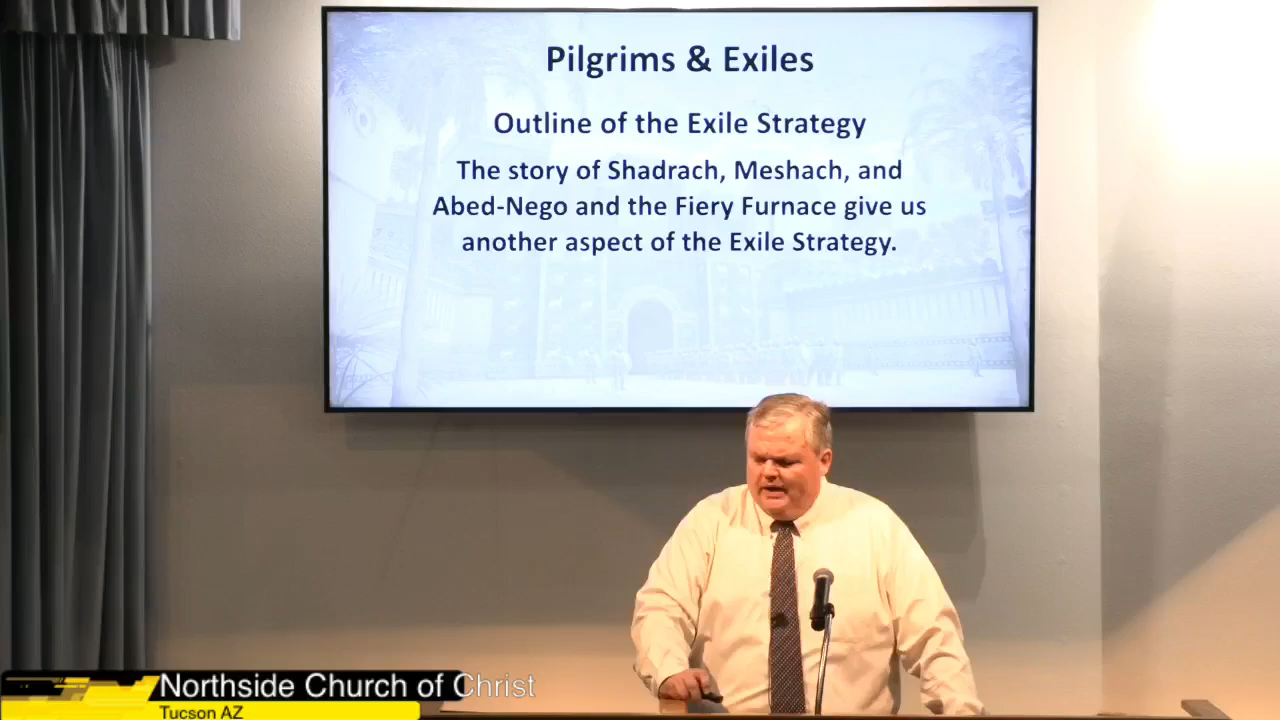 Pilgrims & Exiles
Outline of the Exile Strategy
The story of Shadrach, Meshach, and
Abed-Nego and the Fiery Furnace give us
another aspect of the Exile Strategy.
Northside Church of Christ
Tucson AZ